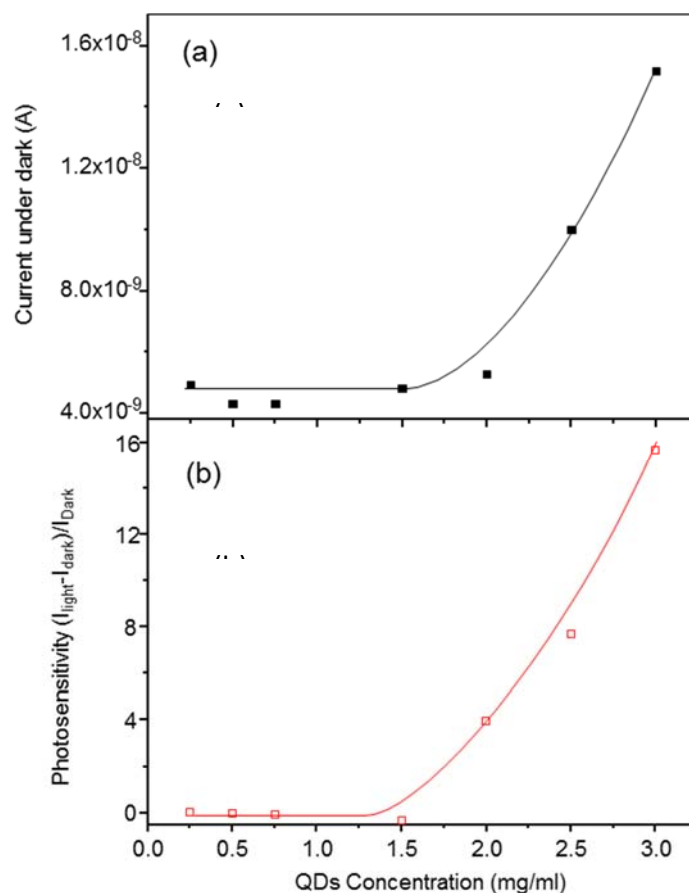 (a)
1.6x10-8
1.2x10-8
8.0x10-9
4.0x10-9
Current under dark (A)
(b)
16
12
8
4
0
Photosensitivity (Ilight-Idark)/IDark
0.0 0.5 1.0 1.5 2.0 2.5 3.0
QDs Concentration (mg/ml)